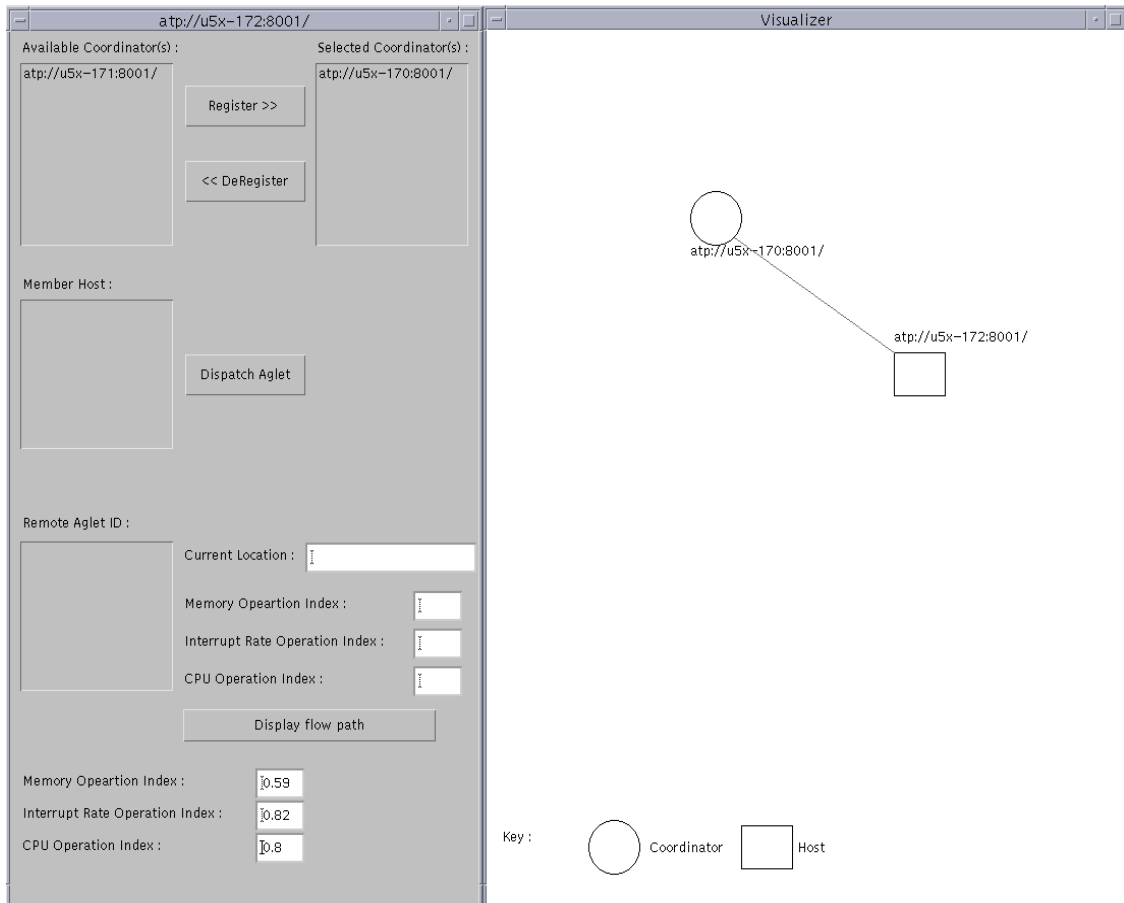 atp://u5x-172:8001/
Available Coordinator(s) :
Selected Coordinator(s) :
atp://u5x-171:8001/
atp://u5x-170:8001/
Register >>
<< DeRegister
Member Host :
Dispatch Aglet
Remote Aglet ID :
Current Location :
Memory Opeartion Index :
Interrupt Rate Operation Index :
CPU Operation Index :
Display flow path
Memory Opeartion Index :
0.59
Interrupt Rate Operation Index :
0.82
CPU Operation Index :
0.8
Visualizer
atp://u5x-170:8001/
atp://u5x-172:8001/
Key :
Coordinator
Host